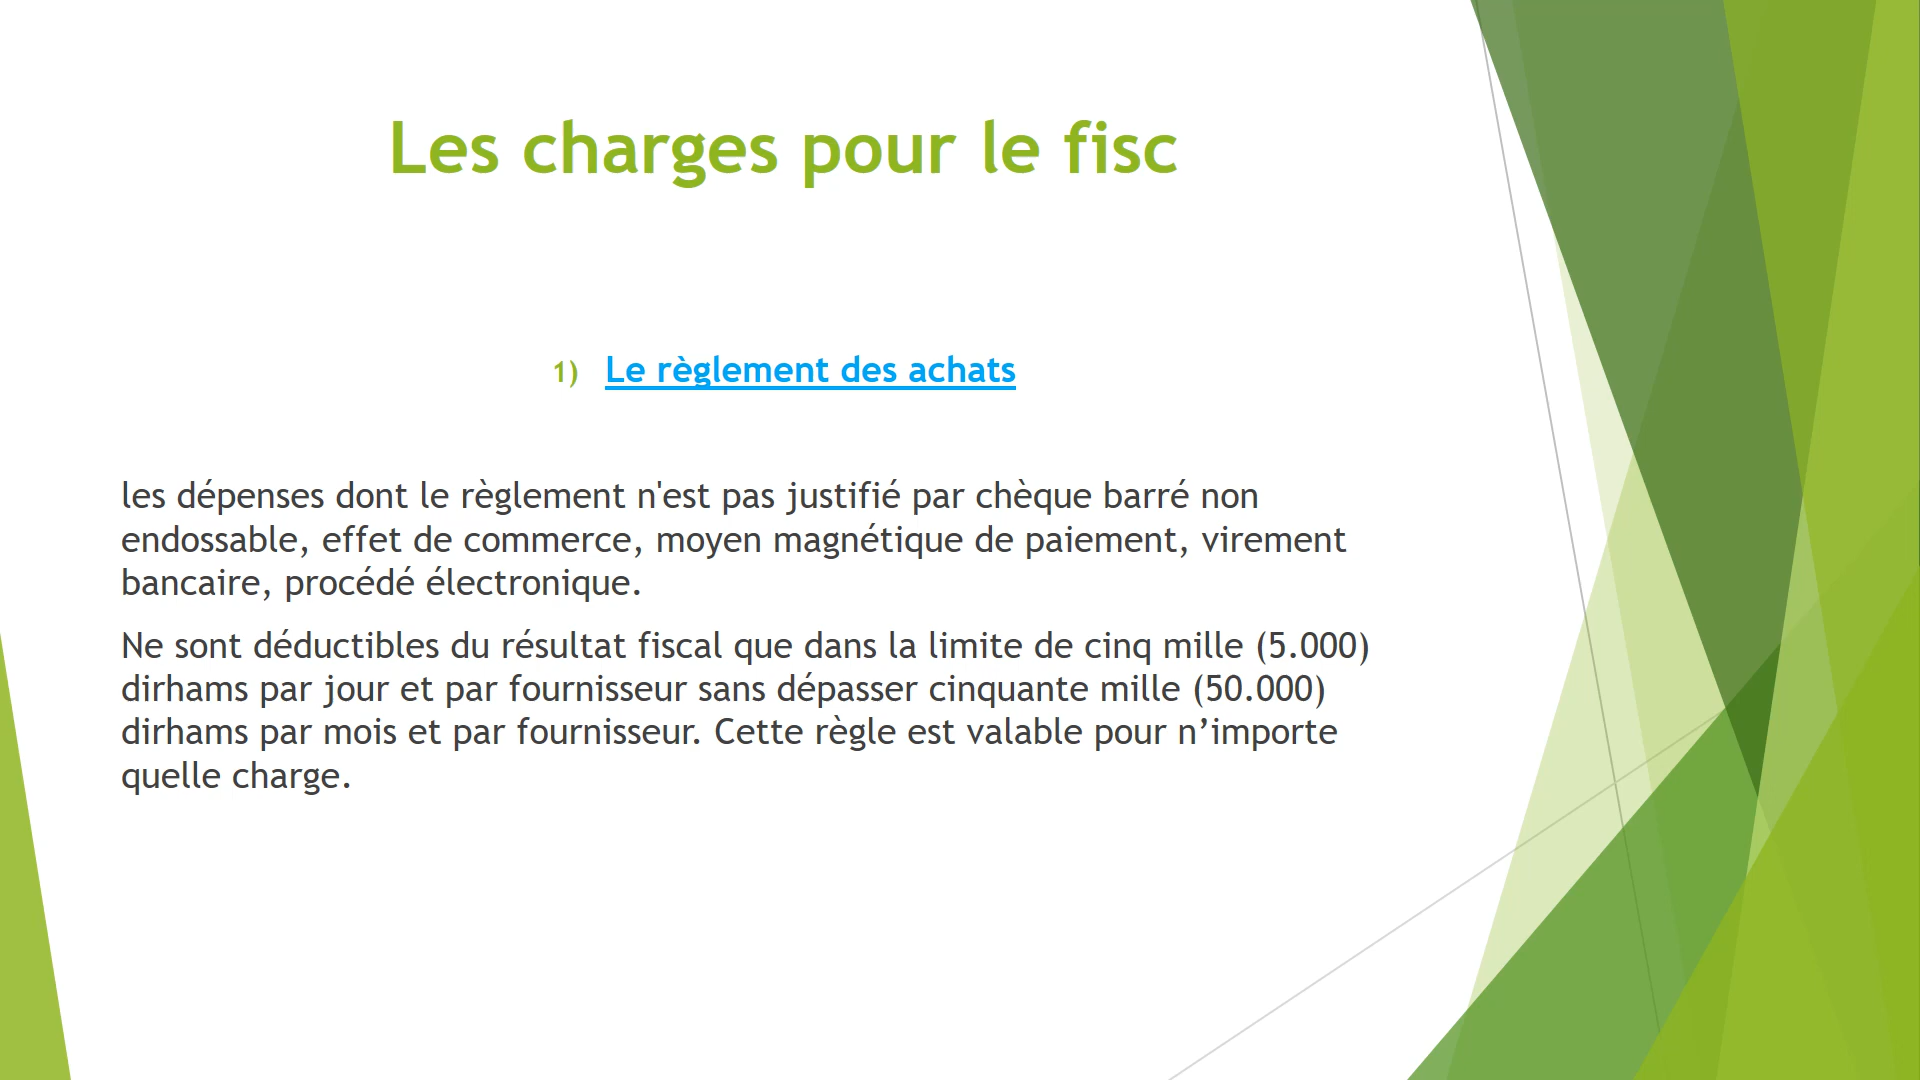 Les charges pour le fisc
1) Le règlement des achats
les dépenses dont le règlement n'est pas justifié par chèque barré non
endossable, effet de commerce, moyen magnétique de paiement, virement
bancaire, procédé électronique.
Ne sont déductibles du résultat fiscal que dans la limite de cinq mille (5.000)
dirhams par jour et par fournisseur sans dépasser cinquante mille (50.000)
dirhams par mois et par fournisseur. Cette règle est valable pour n’importe
quelle charge.